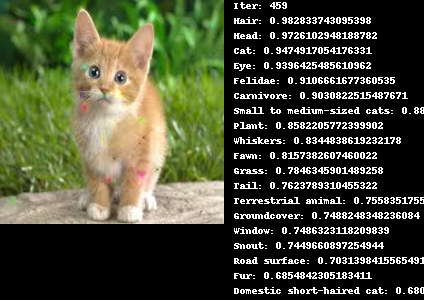 Iter: 459
Hair: 0.982833743095398
Head: 0.9726102948188782
Cat: 0.9474917054176331
Eye: 0.9396425485610962
Felidae: 0.9106661677360535
Carnivore: 0.9030822515487671
Small to medium-sized cats: 0.88
Plant: 0.8582205772399902
Whiskers: 0.8344838619232178
Fawn: 0.8157382607460022
Grass: 0.7846345901489258
Tail: 0.7623789310455322
Terrestrial animal: 0.7558351755
Groundcover: 0.7488248348236084
Window: 0.7486323118209839
Snout: 0.7449660897254944
Road surface: 0.7031398415565491
Fur: 0.6854842305183411
Domestic short-haired cat: 0.680